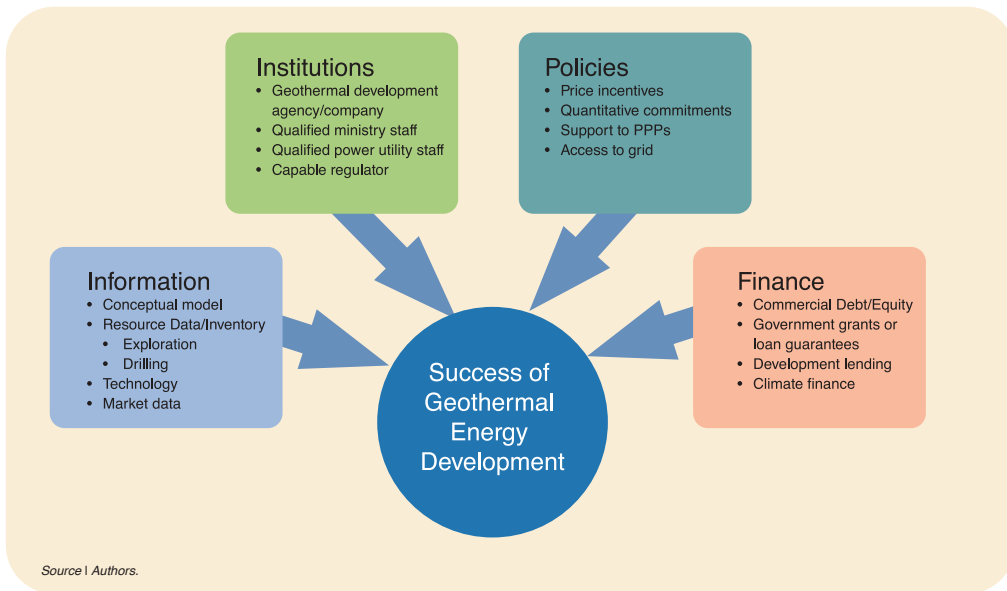 Institutions
• Geothermal development
agency/company
• Qualified ministry staff
• Qualified power utility staff
• Capable regulator
Policies
• Price incentives
• Quantitative commitments
• Support to PPPs
• Access to grid
Information
• Conceptual model
• Resource Data/Inventory
• Exploration
• Drilling
• Technology
• Market data
Finance
• Commercial Debt/Equity
• Government grants or
loan guarantees
• Development lending
• Climate finance
Success of
Geothermal
Energy
Development
Source | Authors.